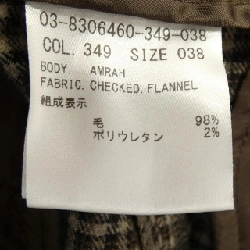 03-8306460-349-038
COL. 349 SIZE 038
BODY. AMRAH
FABRIC. CHECKED. FLANNEL
組成表示
毛 98%
ポリウレタン 2%